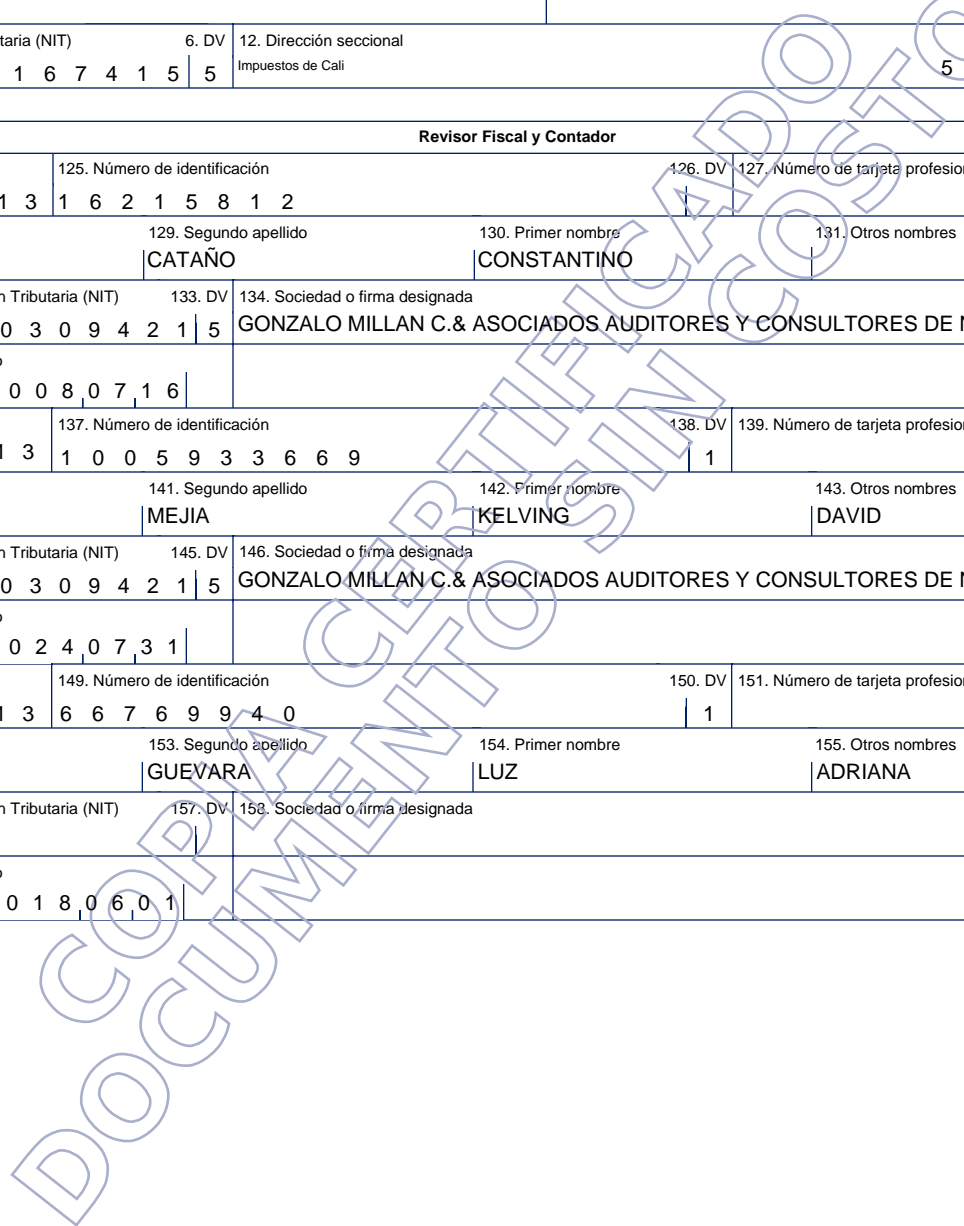 taria (NIT) 6. DV 12. Dirección seccional
1 6 7 4 1 5 5 Impuestos de Cali 5
Revisor Fiscal y Contador
125. Número de identificación 126. DV 127. Número de tarjeta profesion
1 3 1 6 2 1 5 8 1 2
129. Segundo apellido 130. Primer nombre 131. Otros nombres
CATAÑO CONSTANTINO
n Tributaria (NIT) 133. DV 134. Sociedad o firma designada
0 3 0 9 4 2 1 5 GONZALO MILLAN C.& ASOCIADOS AUDITORES Y CONSULTORES DE N
o
0 0 8 0 7 1 6
137. Número de identificación 138. DV 139. Número de tarjeta profesion
1 3 1 0 0 5 9 3 3 6 6 9 1
141. Segundo apellido 142. Primer nombre 143. Otros nombres
MEJIA KELVING DAVID
n Tributaria (NIT) 145. DV 146. Sociedad o firma designada
0 3 0 9 4 2 1 5 GONZALO MILLAN C.& ASOCIADOS AUDITORES Y CONSULTORES DE N
o
0 2 4 0 7 3 1
149. Número de identificación 150. DV 151. Número de tarjeta profesion
1 3 6 6 7 6 9 9 4 0 1
153. Segundo apellido 154. Primer nombre 155. Otros nombres
GUEVARA LUZ ADRIANA
n Tributaria (NIT) 157. DV 158. Sociedad o firma designada
o
0 1 8 0 6 0 1
COPIA CERTIFICADO
DOCUMENTO SIN COSTO